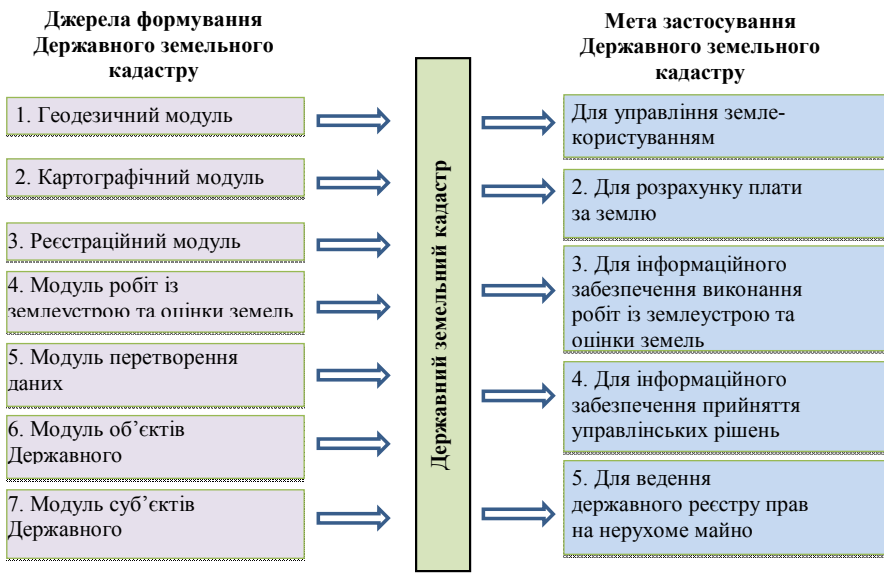 Джерела формування
Державного земельного
кадастру
1. Геодезичний модуль
2. Картографічний модуль
3. Реєстраційний модуль
4. Модуль робіт із
землеустрою та оцінки земель
5. Модуль перетворення
даних
6. Модуль об’єктів
Державного
7. Модуль суб’єктів
Державного
Державний земельний кадастр
Мета застосування
Державного земельного
кадастру
Для управління земле-
користуванням
2. Для розрахунку плати
за землю
3. Для інформаційного
забезпечення виконання
робіт із землеустрою та
оцінки земель
4. Для інформаційного
забезпечення прийняття
управлінських рішень
5. Для ведення
державного реєстру прав
на нерухоме майно